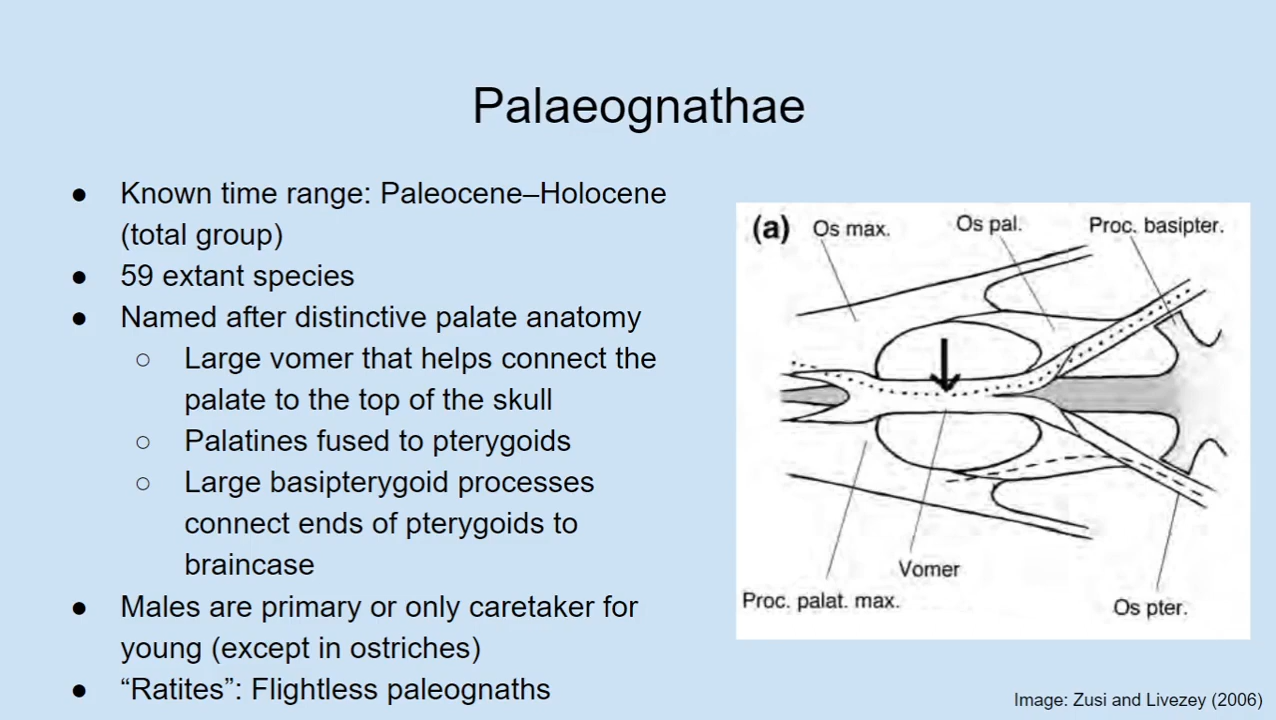 Palaeognathae
● Known time range: Paleocene–Holocene
(total group)
● 59 extant species
● Named after distinctive palate anatomy
○ Large vomer that helps connect the
palate to the top of the skull
○ Palatines fused to pterygoids
○ Large basipterygoid processes
connect ends of pterygoids to
braincase
● Males are primary or only caretaker for
young (except in ostriches)
● “Ratites”: Flightless paleognaths
(a) Os max. Os pal. Proc. basipter.
Vomer
Proc. palat. max. Os pter.
Image: Zusi and Livezey (2006)